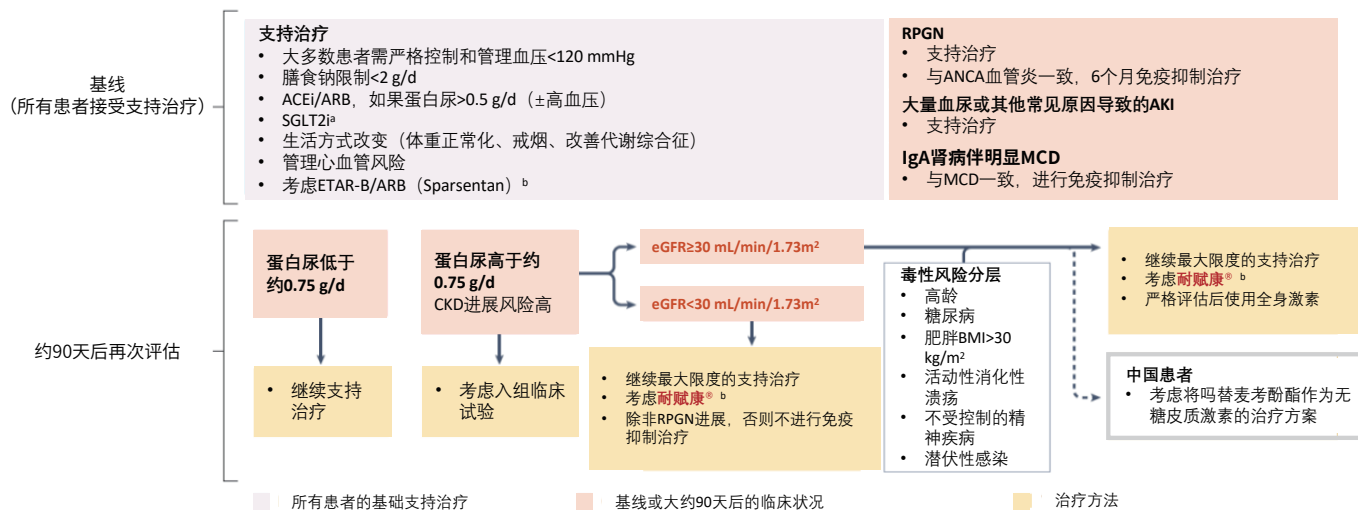 基线
（所有患者接受支持治疗）
支持治疗
• 大多数患者需严格控制和管理血压<120 mmHg
• 膳食钠限制<2 g/d
• ACEi/ARB，如果蛋白尿>0.5 g/d（±高血压）
• SGLT2iᵃ
• 生活方式改变（体重正常化、戒烟、改善代谢综合征）
• 管理心血管风险
• 考虑ETAR-B/ARB（Sparsentan）ᵇ
RPGN
• 支持治疗
• 与ANCA血管炎一致，6个月免疫抑制治疗
大量血尿或其他常见原因导致的AKI
• 支持治疗
IgA肾病伴明显MCD
• 与MCD一致，进行免疫抑制治疗
约90天后再次评估
蛋白尿低于
约0.75 g/d
• 继续支持
治疗
蛋白尿高于约
0.75 g/d
CKD进展风险高
• 考虑入组临床
试验
eGFR≥30 mL/min/1.73m²
eGFR<30 mL/min/1.73m²
• 继续最大限度的支持治疗
• 考虑耐赋康® ᵇ
• 除非RPGN进展，否则不进行免疫
抑制治疗
毒性风险分层
• 高龄
• 糖尿病
• 肥胖BMI>30
kg/m²
• 活动性消化性
溃疡
• 不受控制的精
神疾病
• 潜伏性感染
• 继续最大限度的支持治疗
• 考虑耐赋康® ᵇ
• 严格评估后使用全身激素
中国患者
• 考虑将吗替麦考酚酯作为无
糖皮质激素的治疗方案
所有患者的基础支持治疗
基线或大约90天后的临床状况
治疗方法